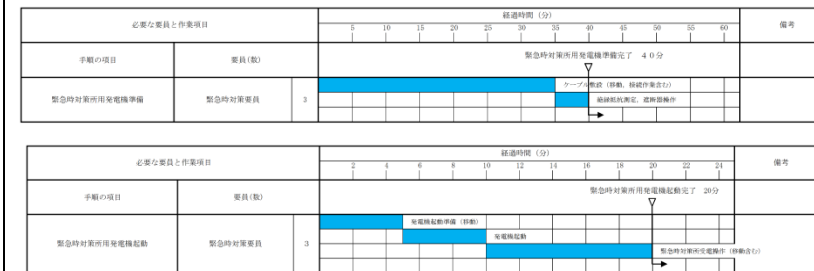 必要な要員と作業項目
経過時間（分）
備考
5 10 15 20 25 30 35 40 45 50 55 60
手順の項目
要員(数)
緊急時対策所用発電機準備完了 40分
緊急時対策所用発電機準備
緊急時対策要員
3
ケーブル敷設（移動，接続作業含む）
絶縁抵抗測定，遮断器操作
必要な要員と作業項目
経過時間（分）
備考
2 4 6 8 10 12 14 16 18 20 22 24
手順の項目
要員(数)
緊急時対策所用発電機起動完了 20分
緊急時対策所用発電機起動
緊急時対策要員
3
発電機起動準備（移動）
発電機起動
緊急時対策所受電操作（移動含む）